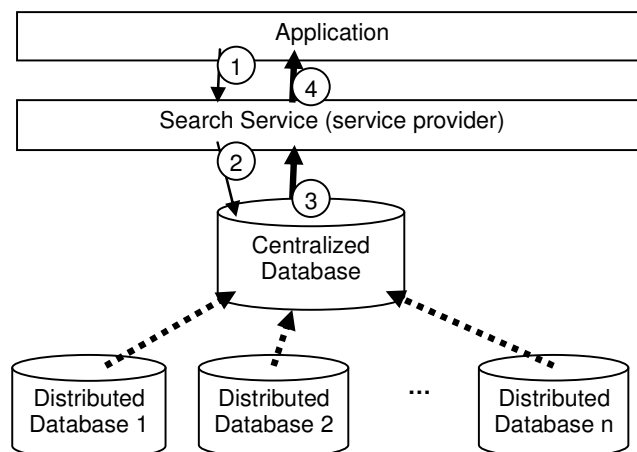 Application
1
4
Search Service (service provider)
2
3
Centralized
Database
Distributed
Database 1
Distributed
Database 2
...
Distributed
Database n